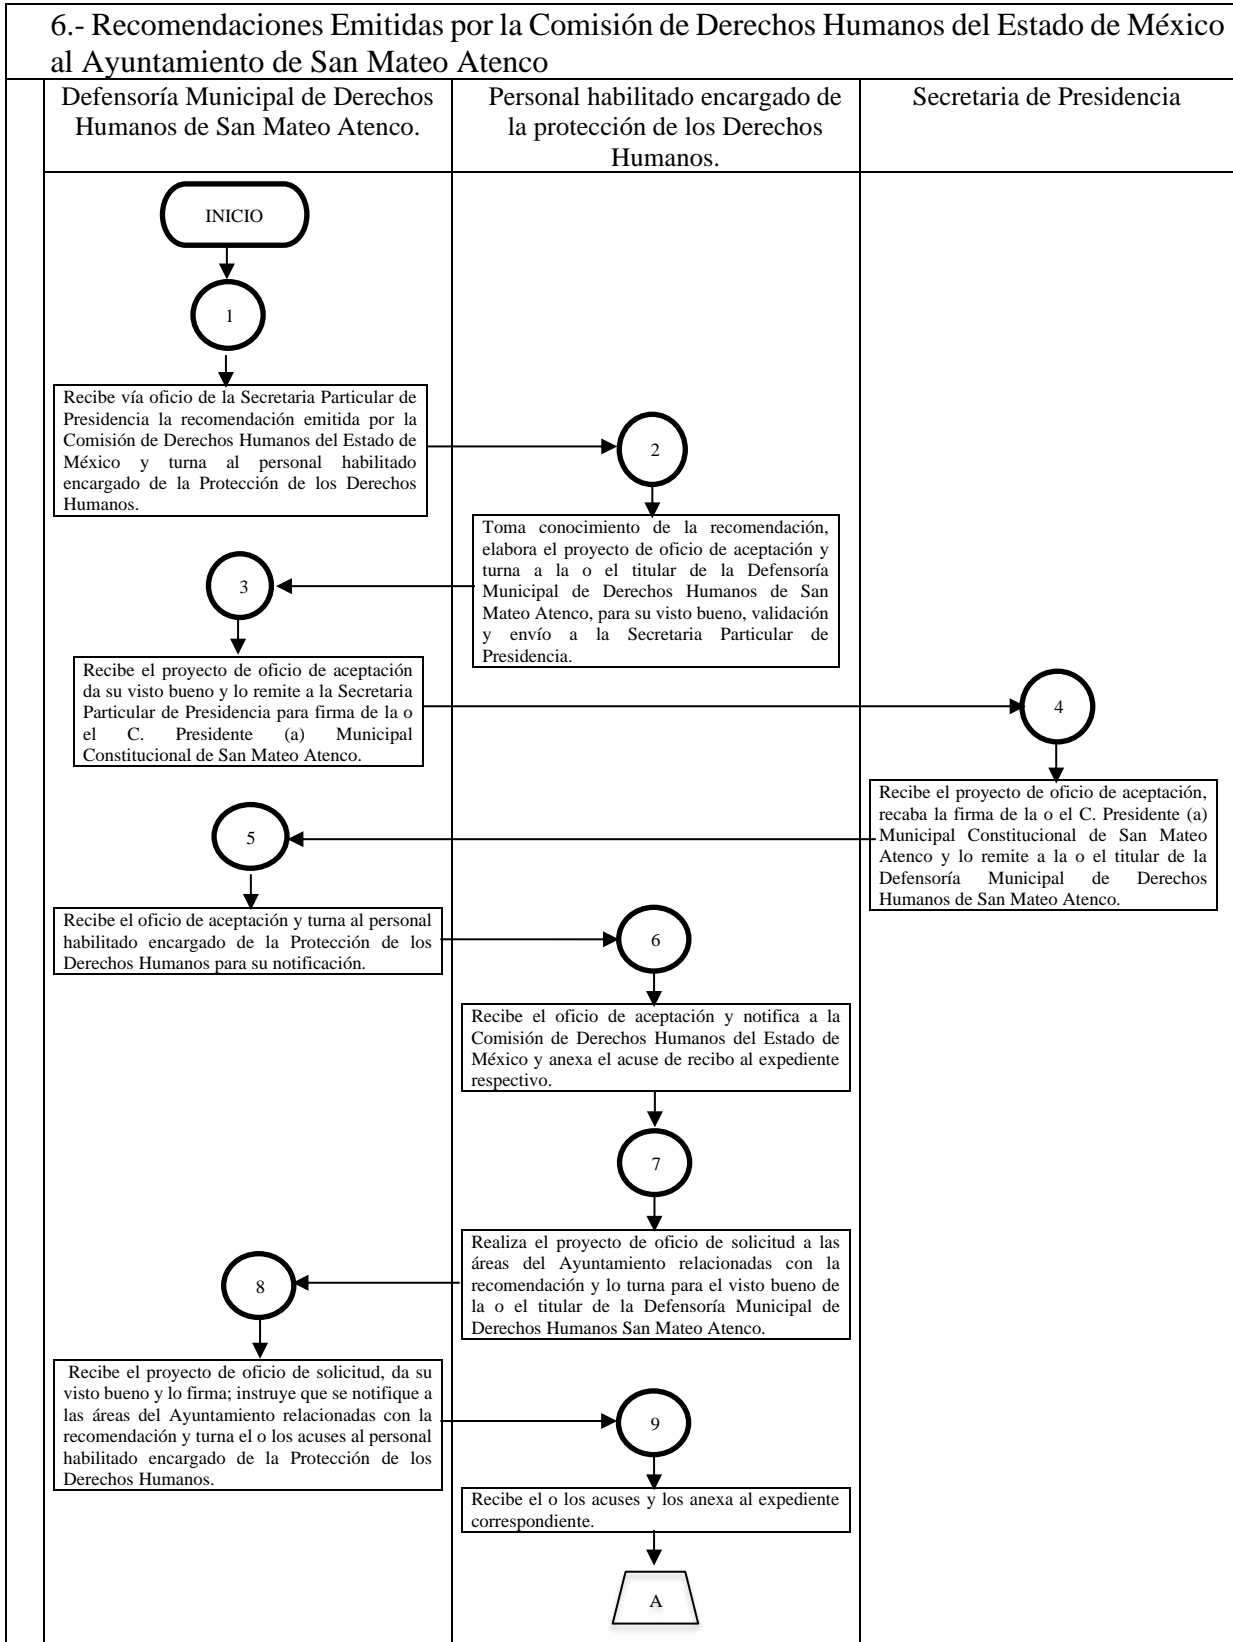 6.- Recomendaciones Emitidas por la Comisión de Derechos Humanos del Estado de México
al Ayuntamiento de San Mateo Atenco
Defensoría Municipal de Derechos
Humanos de San Mateo Atenco.
Personal habilitado encargado de
la protección de los Derechos
Humanos.
Secretaria de Presidencia
INICIO
1
Recibe vía oficio de la Secretaria Particular de
Presidencia la recomendación emitida por la
Comisión de Derechos Humanos del Estado de
México y turna al personal habilitado
encargado de la Protección de los Derechos
Humanos.
2
Toma conocimiento de la recomendación,
elabora el proyecto de oficio de aceptación y
turna a la o el titular de la Defensoría
Municipal de Derechos Humanos de San
Mateo Atenco, para su visto bueno, validación
y envío a la Secretaria Particular de
Presidencia.
3
Recibe el proyecto de oficio de aceptación
da su visto bueno y lo remite a la Secretaria
Particular de Presidencia para firma de la o
el C. Presidente (a) Municipal
Constitucional de San Mateo Atenco.
4
Recibe el proyecto de oficio de aceptación,
recaba la firma de la o el C. Presidente (a)
Municipal Constitucional de San Mateo
Atenco y lo remite a la o el titular de la
Defensoría Municipal de Derechos
Humanos de San Mateo Atenco.
5
Recibe el oficio de aceptación y turna al personal
habilitado encargado de la Protección de los
Derechos Humanos para su notificación.
6
Recibe el oficio de aceptación y notifica a la
Comisión de Derechos Humanos del Estado de
México y anexa el acuse de recibo al expediente
respectivo.
7
Realiza el proyecto de oficio de solicitud a las
áreas del Ayuntamiento relacionadas con la
recomendación y lo turna para el visto bueno de
la o el titular de la Defensoría Municipal de
Derechos Humanos San Mateo Atenco.
8
Recibe el proyecto de oficio de solicitud, da su
visto bueno y lo firma; instruye que se notifique a
las áreas del Ayuntamiento relacionadas con la
recomendación y turna el o los acuses al personal
habilitado encargado de la Protección de los
Derechos Humanos.
9
Recibe el o los acuses y los anexa al expediente
correspondiente.
A